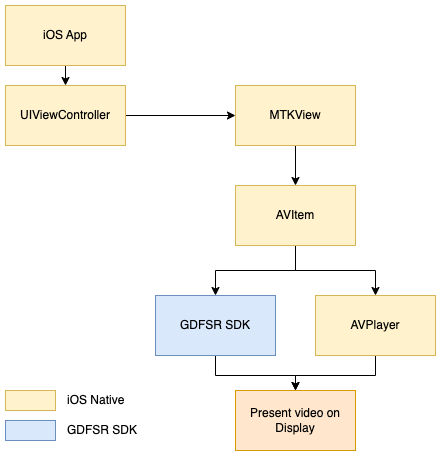 iOS App
UIViewController
MTKView
AVItem
GDFSR SDK
AVPlayer
iOS Native
GDFSR SDK
Present video on
Display